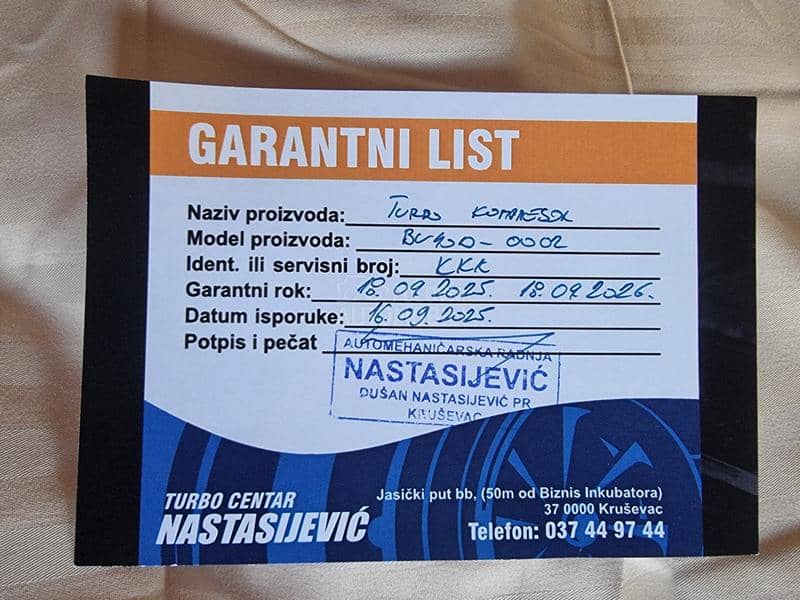 GARANTNI LIST
Naziv proizvoda: TURBO KOMPRESOR
Model proizvoda: BV40D-0002
Ident. ili servisni broj: KKK
Garantni rok: 18.09.2025. 18.09.2026.
Datum isporuke: 16.09.2025.
Potpis i pečat
AUTOMEHANIČARSKA RADNJA
NASTASIJEVIĆ
DUŠAN NASTASIJEVIĆ PR
KRUŠEVAC
TURBO CENTAR
NASTASIJEVIĆ
Jasički put bb, (50m od Biznis Inkubatora)
37 0000 Kruševac
Telefon: 037 44 97 44